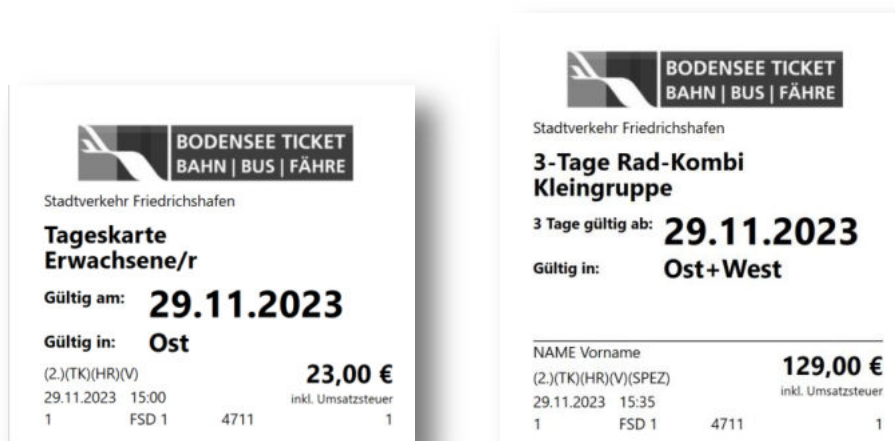 BODENSEE TICKET
BAHN | BUS | FÄHRE
Stadtverkehr Friedrichshafen
Tageskarte
Erwachsene/r
Gültig am: 29.11.2023
Gültig in: Ost
(2.)(TK)(HR)(V) 23,00 €
29.11.2023 15:00 inkl. Umsatzsteuer
1 FSD 1 4711 1
BODENSEE TICKET
BAHN | BUS | FÄHRE
Stadtverkehr Friedrichshafen
3-Tage Rad-Kombi
Kleingruppe
3 Tage gültig ab: 29.11.2023
Gültig in: Ost+West
NAME Vorname
(2.)(TK)(HR)(V)(SPEZ) 129,00 €
29.11.2023 15:35 inkl. Umsatzsteuer
1 FSD 1 4711 1